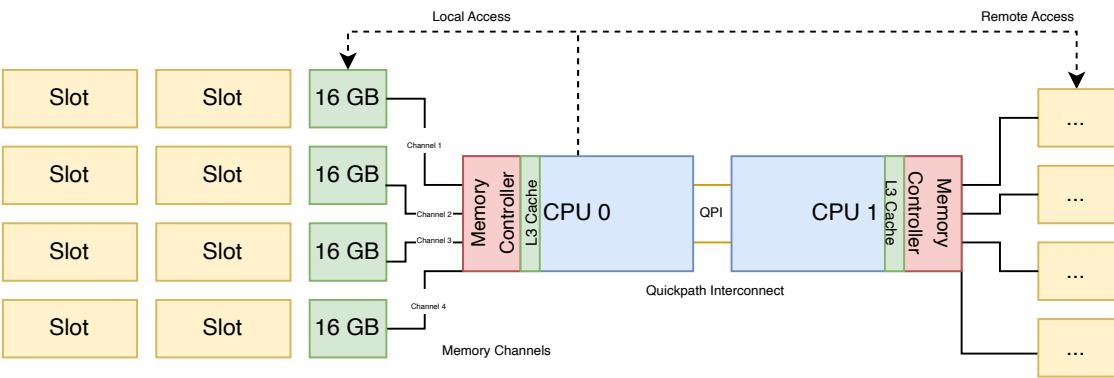 Local Access
Remote Access
Slot
Slot
16 GB
Channel 1
...
Slot
Slot
16 GB
Channel 2
...
Memory Controller
L3 Cache
CPU 0
QPI
CPU 1
L3 Cache
Memory Controller
Slot
Slot
16 GB
Channel 3
...
Quickpath Interconnect
Slot
Slot
16 GB
Channel 4
...
Memory Channels